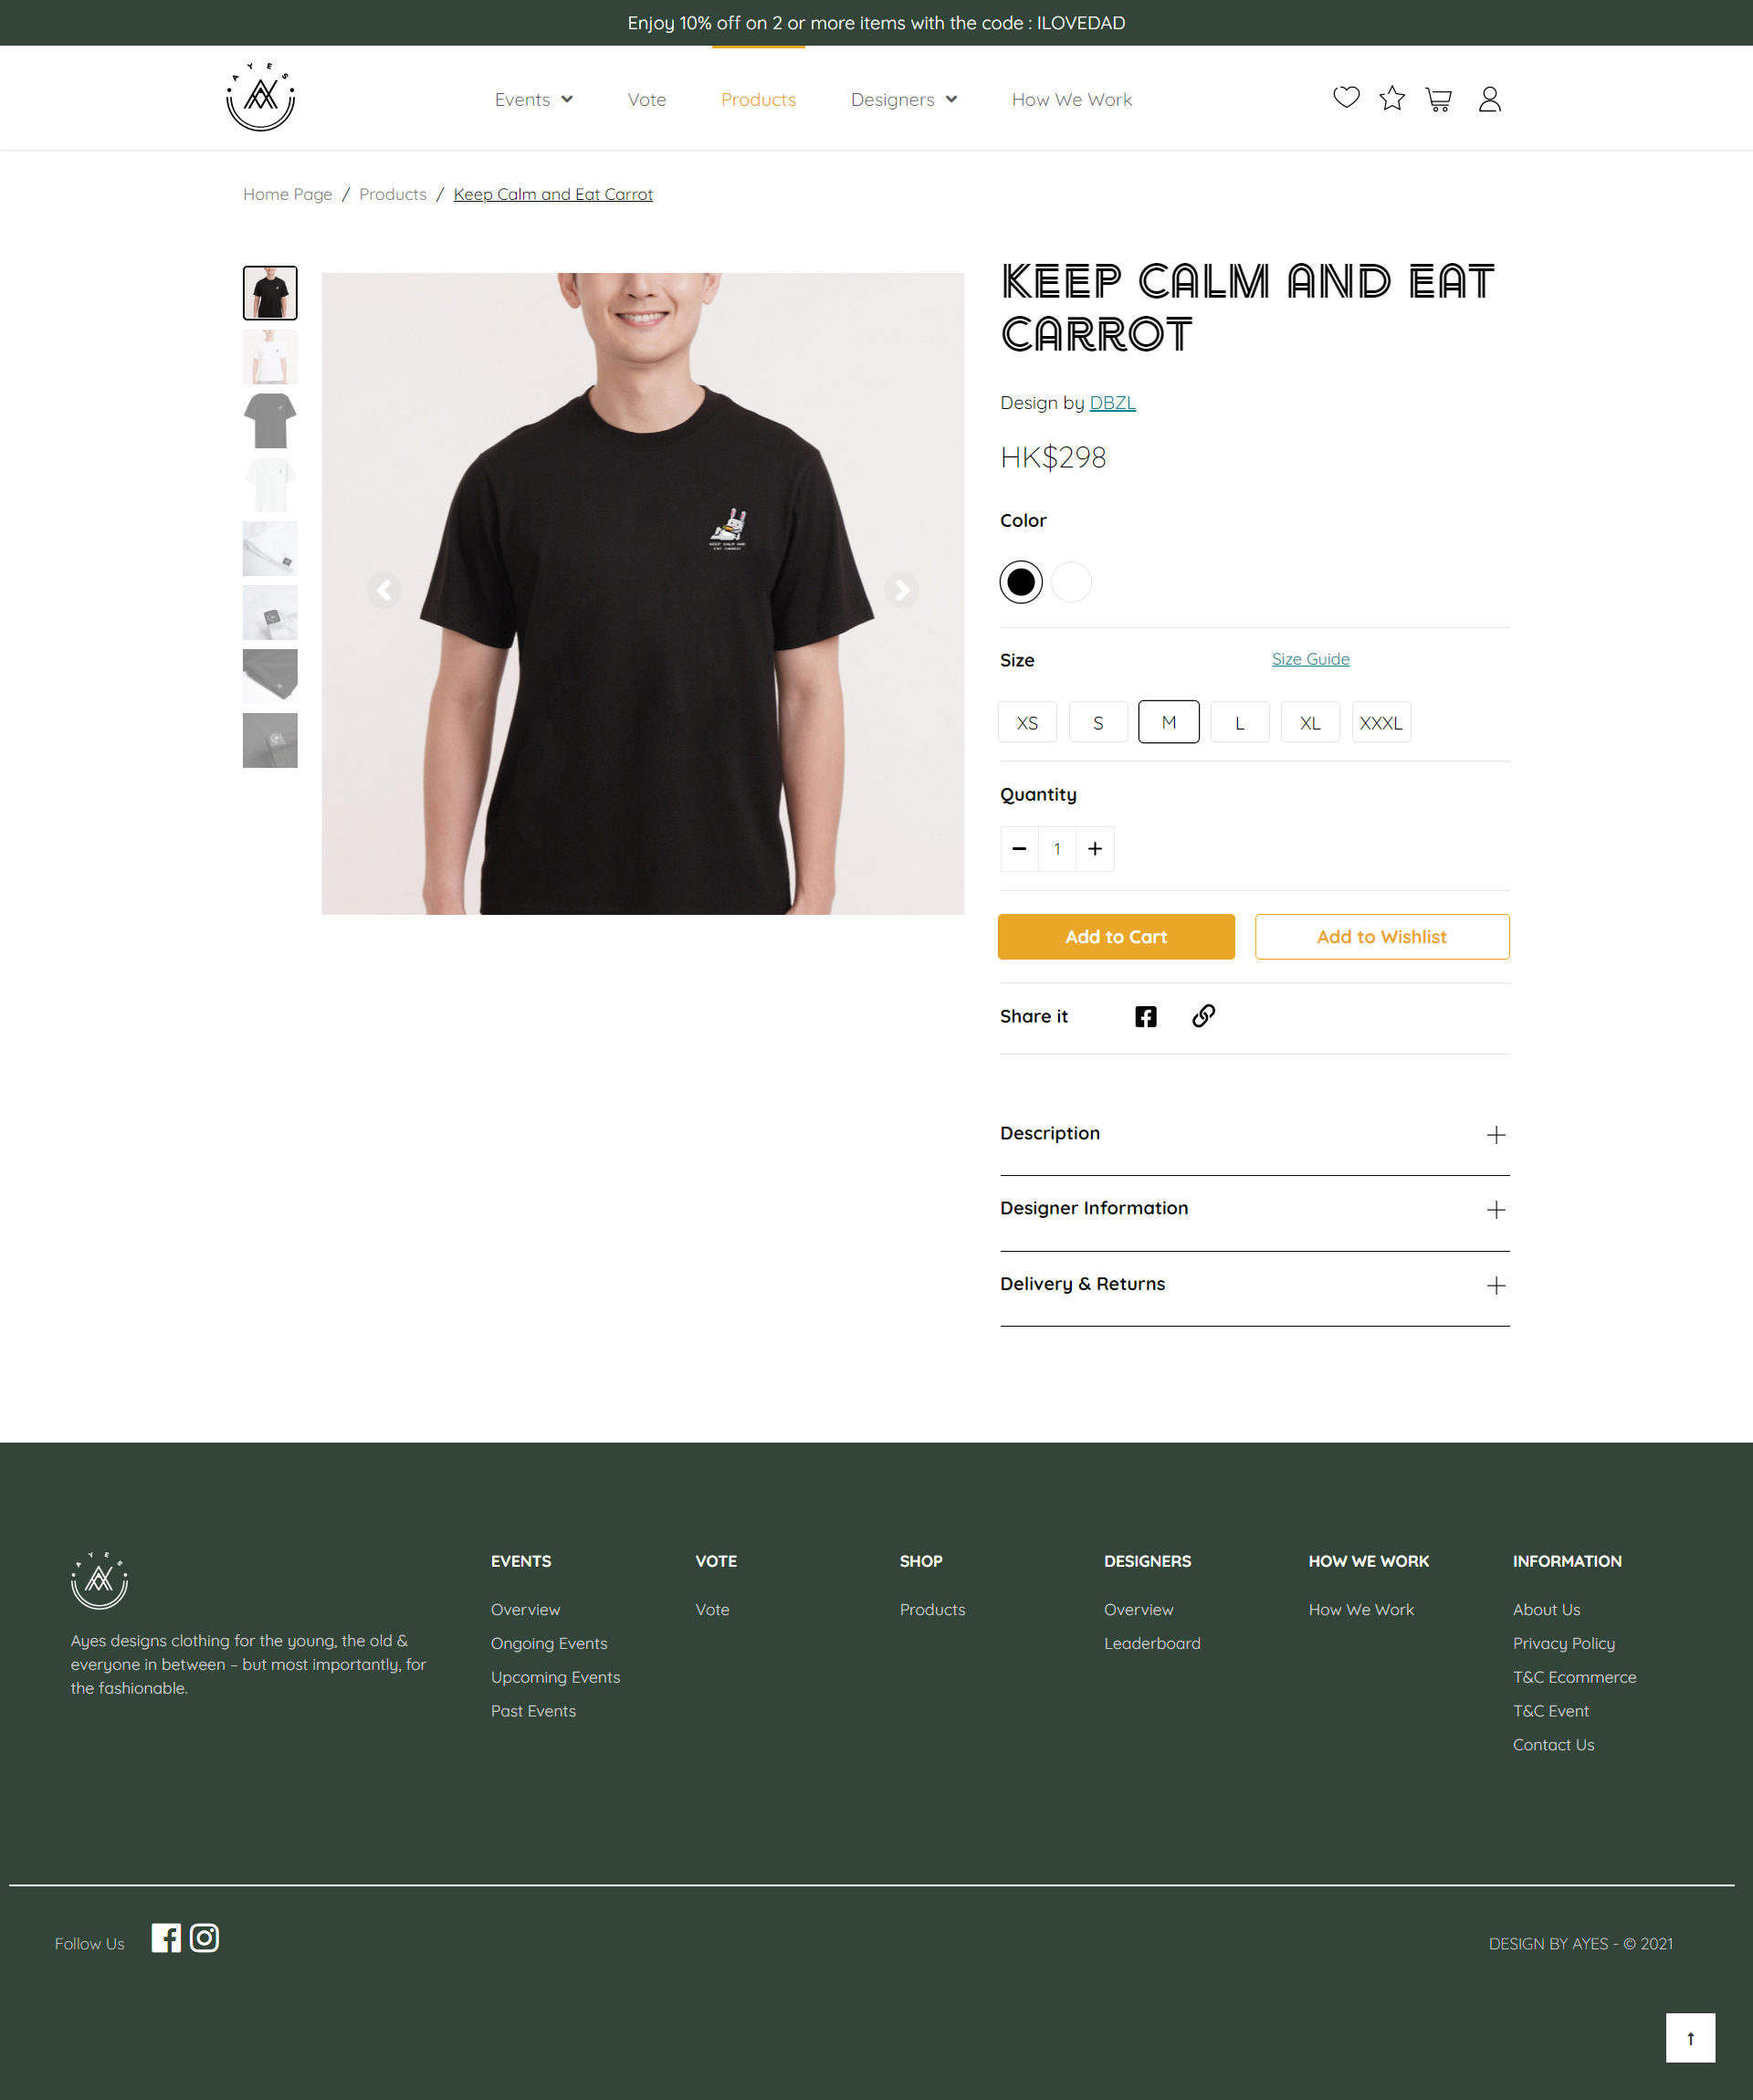 Enjoy 10% off on 2 or more items with the code : ILOVEDAD
AYES
Events
Vote
Products
Designers
How We Work
Home Page / Products / Keep Calm and Eat Carrot
KEEP CALM AND EAT
CARROT
Design by DBZL
HK$298
Color
KEEP CALM AND
EAT CARROT
Size
Size Guide
XS
S
M
L
XL
XXXL
Quantity
1
Add to Cart
Add to Wishlist
Share it
Description
Designer Information
Delivery & Returns
AYES
Ayes designs clothing for the young, the old &
everyone in between – but most importantly, for
the fashionable.
EVENTS
Overview
Ongoing Events
Upcoming Events
Past Events
VOTE
Vote
SHOP
Products
DESIGNERS
Overview
Leaderboard
HOW WE WORK
How We Work
INFORMATION
About Us
Privacy Policy
T&C Ecommerce
T&C Event
Contact Us
Follow Us
DESIGN BY AYES - © 2021